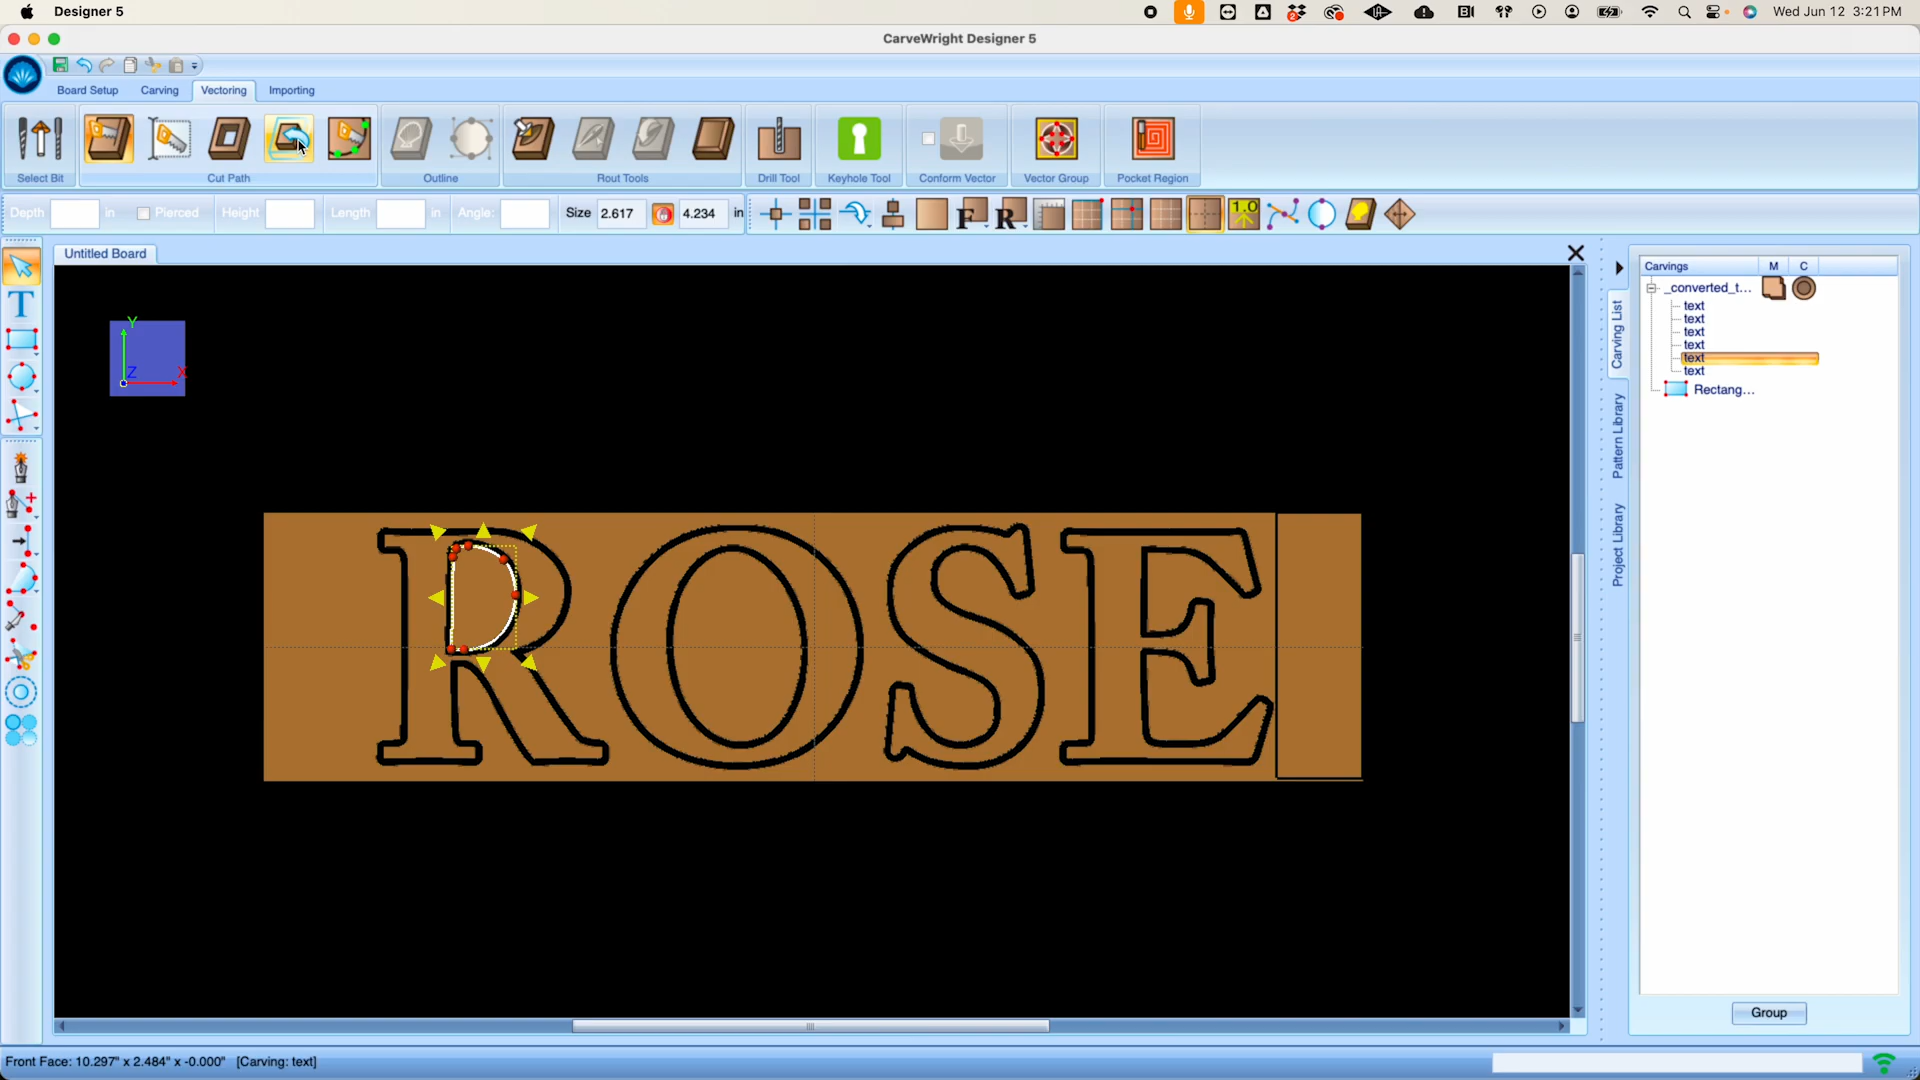 Designer 5
Wed Jun 12 3:21 PM
CarveWright Designer 5
Board Setup
Carving
Vectoring
Importing
Select Bit
Cut Path
Outline
Rout Tools
Drill Tool
Keyhole Tool
Conform Vector
Vector Group
Pocket Region
Depth
in
Pierced
Height
Length
in
Angle:
Size 2.617
4.234 in
F
R
1.0
T
Untitled Board
Y
Z
X
ROSE
Carving List
Pattern Library
Project Library
Carvings M C
_converted_t...
text
text
text
text
text
text
Rectang...
Group
Front Face: 10.297" x 2.484" x -0.000" [Carving: text]